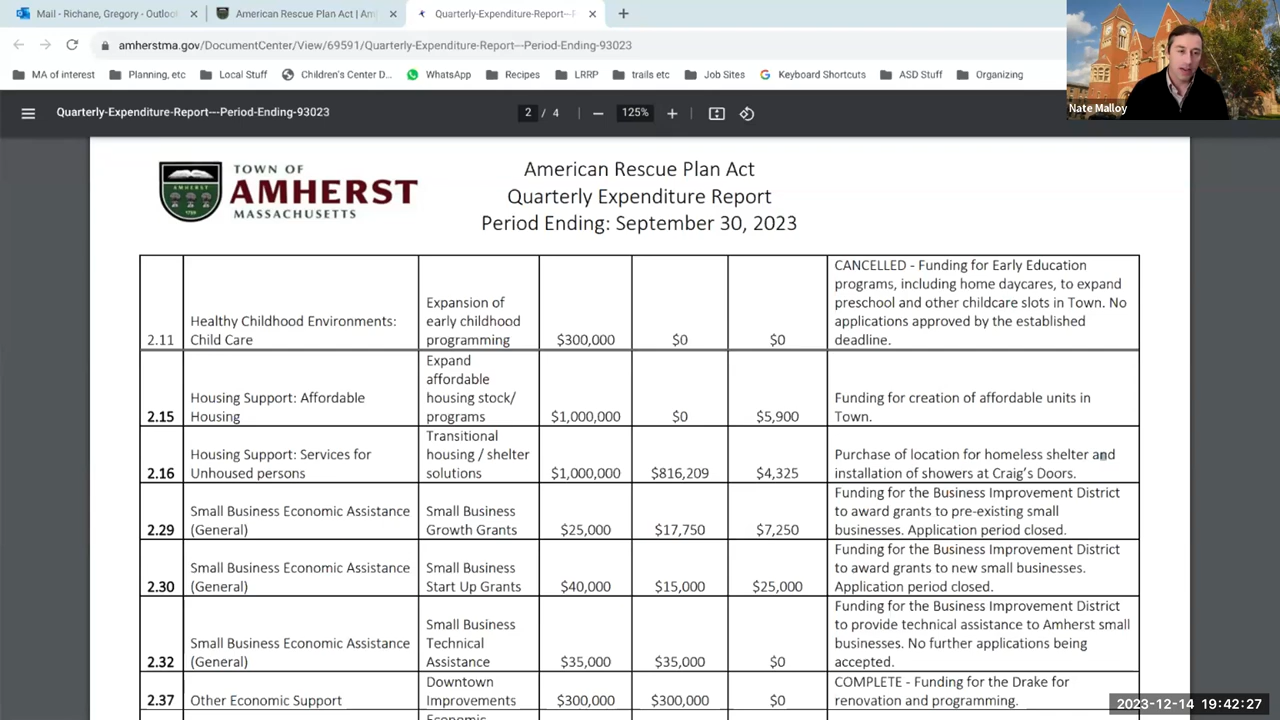 Mail - Richane, Gregory - Outlook
American Rescue Plan Act | Am
Quarterly-Expenditure-Report--P
amherstma.gov/DocumentCenter/View/69591/Quarterly-Expenditure-Report---Period-Ending-93023
MA of interest
Planning, etc
Local Stuff
Children's Center D...
WhatsApp
Recipes
LRRP
trails etc
Job Sites
Keyboard Shortcuts
ASD Stuff
Organizing
Nate Malloy
Quarterly-Expenditure-Report---Period-Ending-93023
2 / 4
125%
TOWN OF
AMHERST
MASSACHUSETTS
American Rescue Plan Act
Quarterly Expenditure Report
Period Ending: September 30, 2023
2.11
Healthy Childhood Environments:
Child Care
Expansion of
early childhood
programming
$300,000
$0
$0
CANCELLED - Funding for Early Education
programs, including home daycares, to expand
preschool and other childcare slots in Town. No
applications approved by the established
deadline.
2.15
Housing Support: Affordable
Housing
Expand
affordable
housing stock/
programs
$1,000,000
$0
$5,900
Funding for creation of affordable units in
Town.
2.16
Housing Support: Services for
Unhoused persons
Transitional
housing / shelter
solutions
$1,000,000
$816,209
$4,325
Purchase of location for homeless shelter and
installation of showers at Craig's Doors.
2.29
Small Business Economic Assistance
(General)
Small Business
Growth Grants
$25,000
$17,750
$7,250
Funding for the Business Improvement District
to award grants to pre-existing small
businesses. Application period closed.
2.30
Small Business Economic Assistance
(General)
Small Business
Start Up Grants
$40,000
$15,000
$25,000
Funding for the Business Improvement District
to award grants to new small businesses.
Application period closed.
2.32
Small Business Economic Assistance
(General)
Small Business
Technical
Assistance
$35,000
$35,000
$0
Funding for the Business Improvement District
to provide technical assistance to Amherst small
businesses. No further applications being
accepted.
2.37
Other Economic Support
Downtown
Improvements
$300,000
$300,000
$0
COMPLETE - Funding for the Drake for
renovation and programming.
Economic
2023-12-14 19:42:27